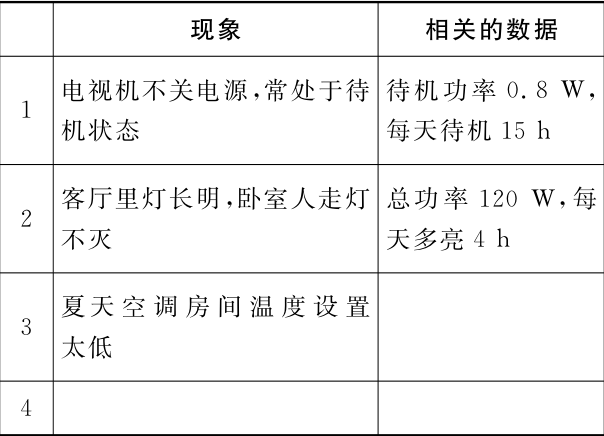 现象 相关的数据
1 电视机不关电源,常处于待 待机功率 0.8 W,
机状态 每天待机 15 h
2 客厅里灯长明,卧室人走灯 总功率 120 W,每
不灭 天多亮 4 h
3 夏天空调房间温度设置
太低
4